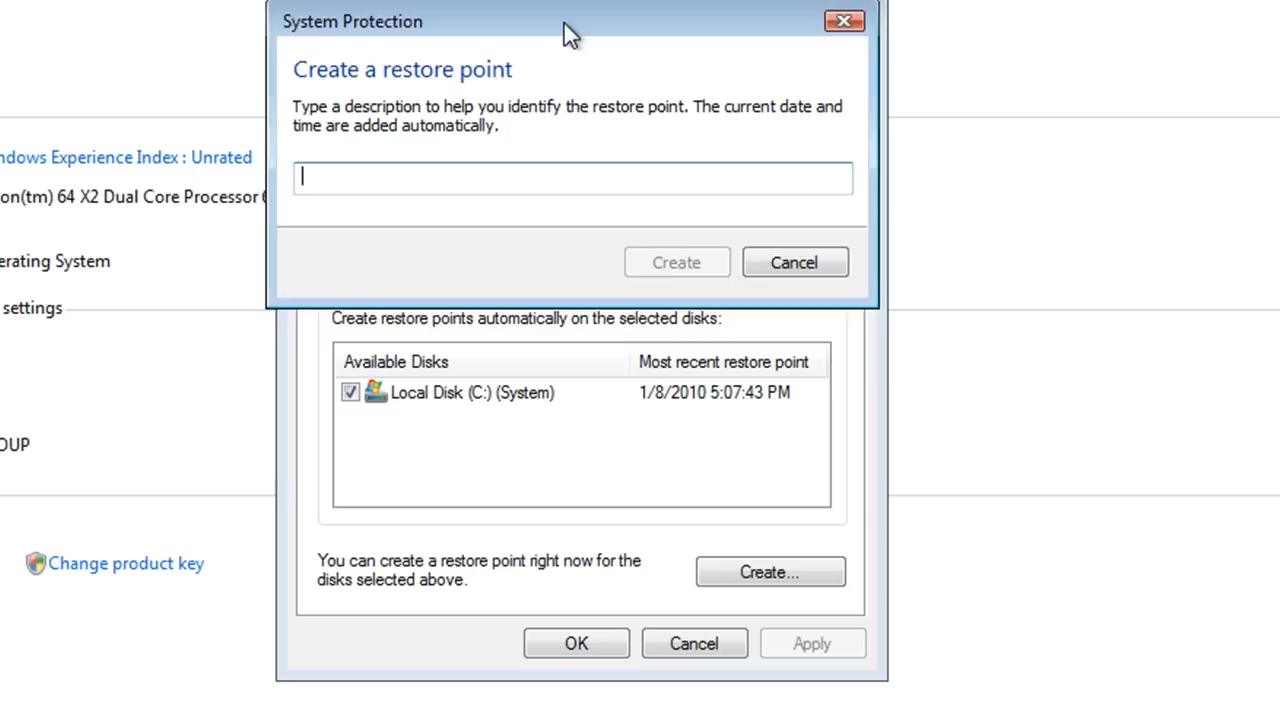 System Protection
Create a restore point
Type a description to help you identify the restore point. The current date and
time are added automatically.
ndows Experience Index : Unrated
on(tm) 64 X2 Dual Core Processor
Create
Cancel
erating System
settings
Create restore points automatically on the selected disks:
Available Disks
Most recent restore point
Local Disk (C:) (System)
1/8/2010 5:07:43 PM
OUP
You can create a restore point right now for the
disks selected above.
Create...
Change product key
OK
Cancel
Apply